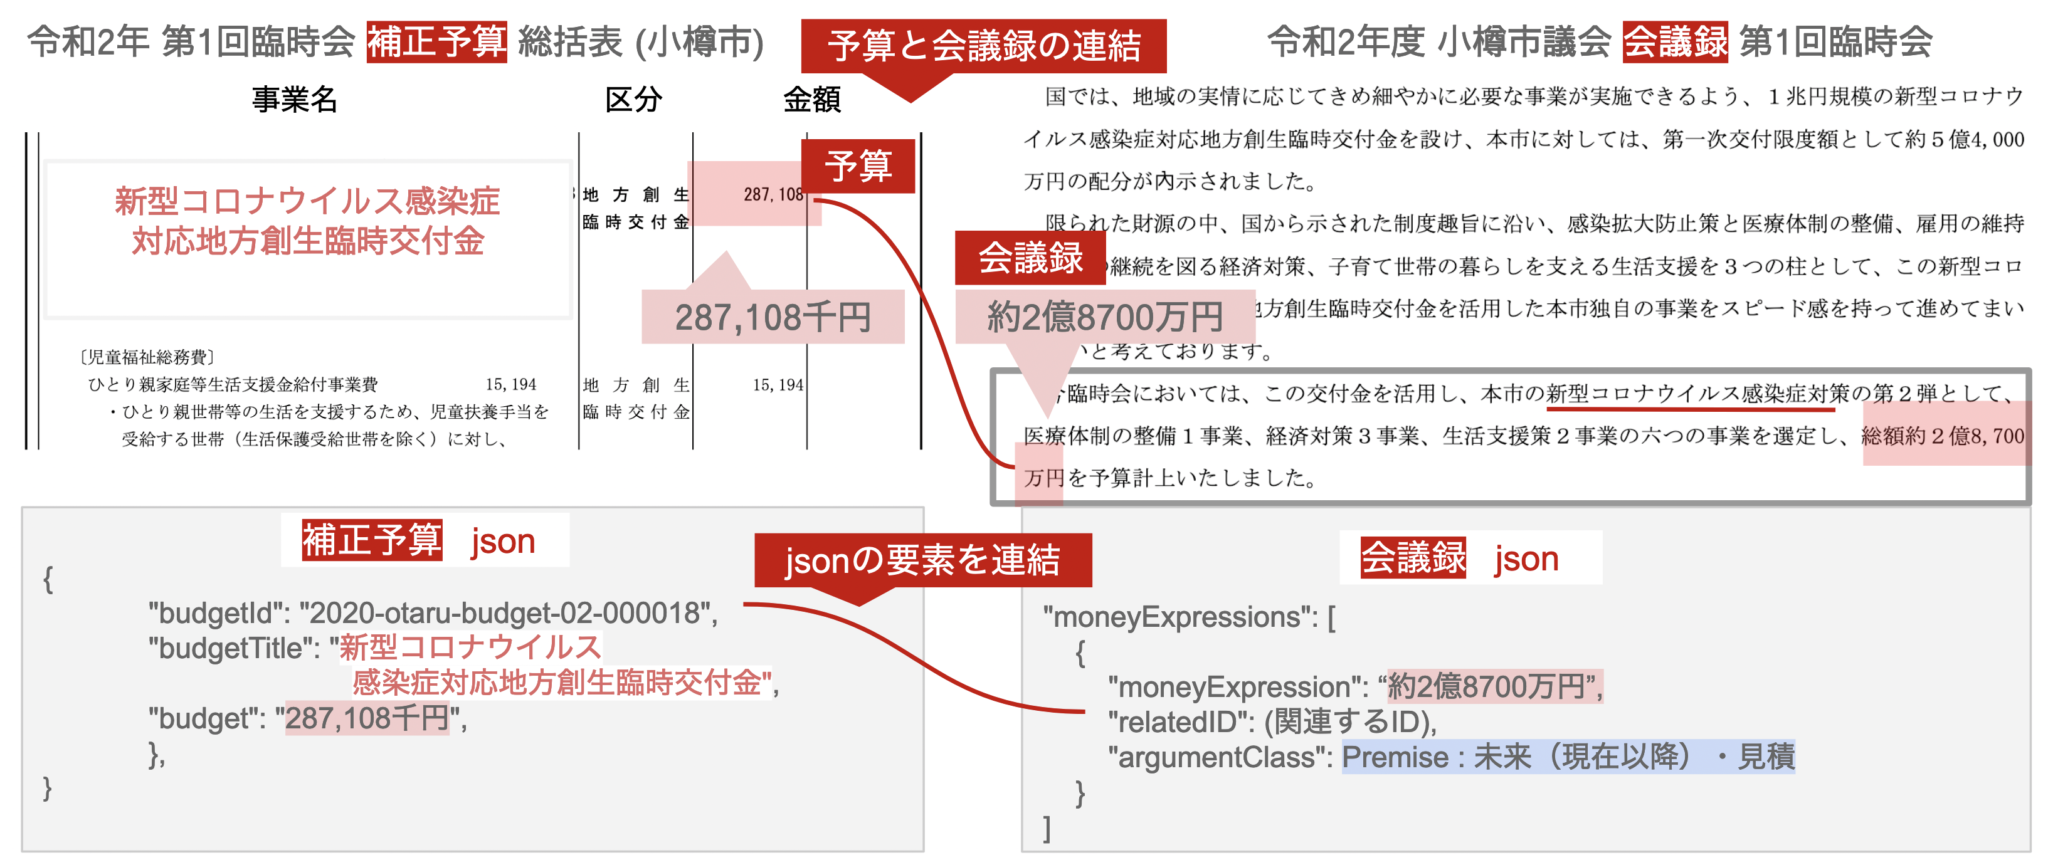 令和2年 第1回臨時会 補正予算 総括表 (小樽市)
予算と会議録の連結
令和2年度 小樽市議会 会議録 第1回臨時会
事業名 区分 金額
新型コロナウイルス感染症
対応地方創生臨時交付金
地方創生 287,108
臨時交付金
予算
287,108千円
〔児童福祉総務費〕
ひとり親家庭等生活支援金給付事業費 15,194 地方創生 15,194
・ひとり親世帯等の生活を支援するため、児童扶養手当を 臨時交付金
受給する世帯（生活保護受給世帯を除く）に対し、
国では、地域の実情に応じてきめ細やかに必要な事業が実施できるよう、１兆円規模の新型コロナウ
イルス感染症対応地方創生臨時交付金を設け、本市に対しては、第一次交付限度額として約５億4,000
万円の配分が内示されました。
限られた財源の中、国から示された制度趣旨に沿い、感染拡大防止策と医療体制の整備、雇用の維持
会議録
の継続を図る経済対策、子育て世帯の暮らしを支える生活支援を３つの柱として、この新型コロ
約2億8700万円
地方創生臨時交付金を活用した本市独自の事業をスピード感を持って進めてまい
いと考えております。
今臨時会においては、この交付金を活用し、本市の新型コロナウイルス感染症対策の第２弾として、
医療体制の整備１事業、経済対策３事業、生活支援策２事業の六つの事業を選定し、総額約２億8,700
万円を予算計上いたしました。
補正予算 json
{
"budgetId": "2020-otaru-budget-02-000018",
"budgetTitle": "新型コロナウイルス
感染症対応地方創生臨時交付金",
"budget": "287,108千円",
},
}
jsonの要素を連結
会議録 json
"moneyExpressions": [
{
"moneyExpression": “約2億8700万円”,
"relatedID": (関連するID),
"argumentClass": Premise : 未来（現在以降）・見積
}
]